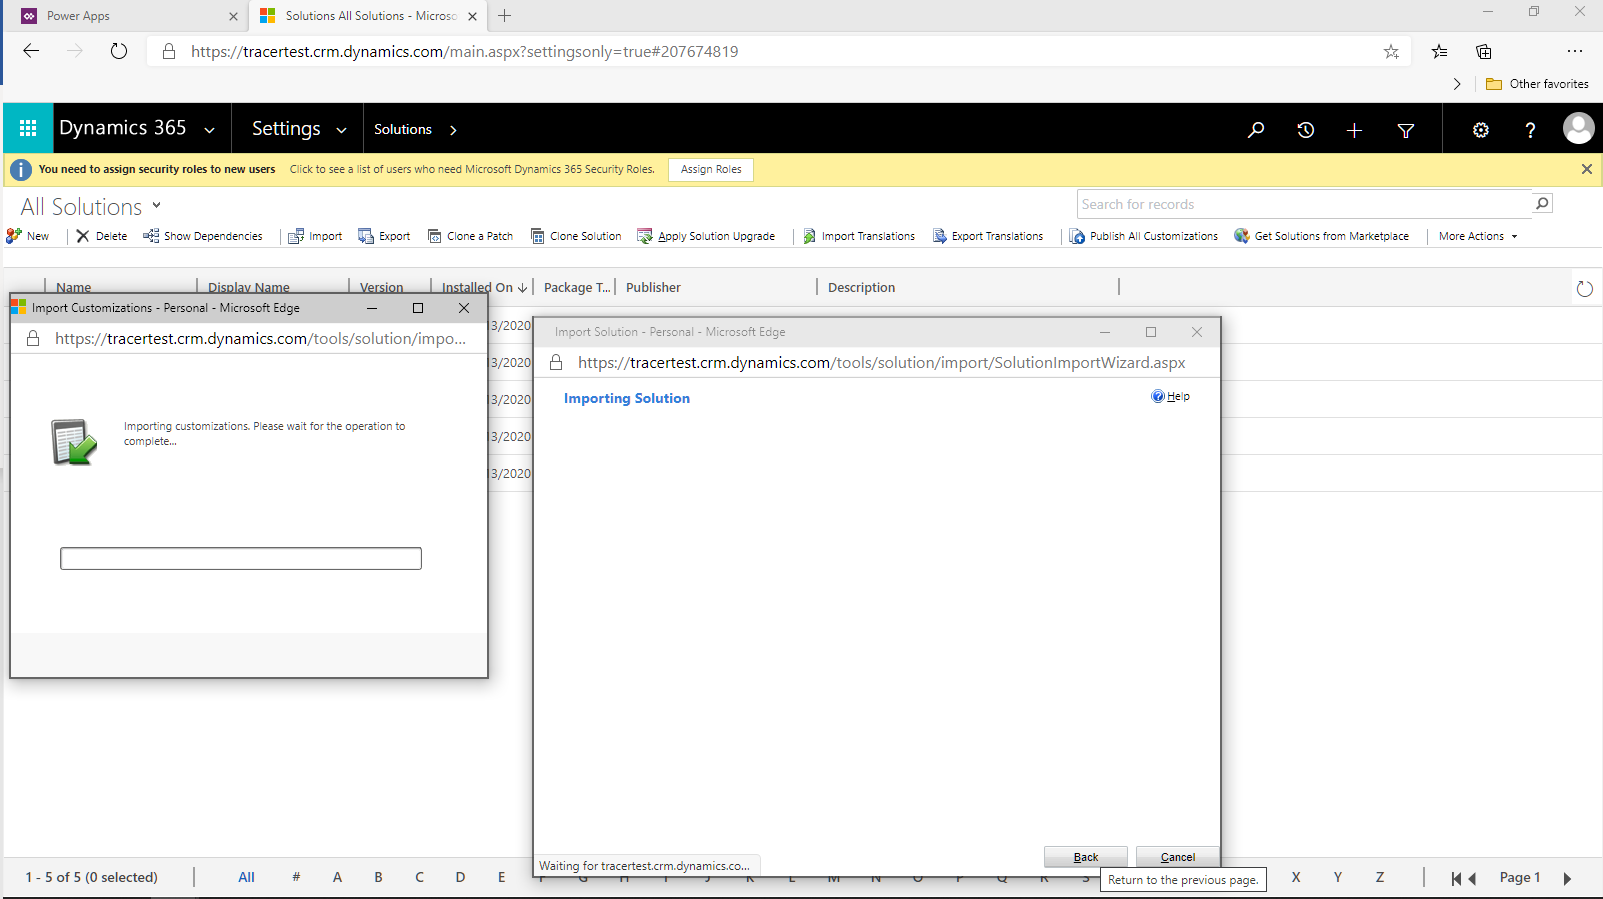 Power Apps
Solutions All Solutions - Microso
https://tracertest.crm.dynamics.com/main.aspx?settingsonly=true#207674819
Other favorites
Dynamics 365 Settings Solutions
You need to assign security roles to new users Click to see a list of users who need Microsoft Dynamics 365 Security Roles. Assign Roles
All Solutions
Search for records
New Delete Show Dependencies Import Export Clone a Patch Clone Solution Apply Solution Upgrade Import Translations Export Translations Publish All Customizations Get Solutions from Marketplace More Actions
Name Display Name Version Installed On Package T... Publisher Description
Import Customizations - Personal - Microsoft Edge
https://tracertest.crm.dynamics.com/tools/solution/impo...
Importing customizations. Please wait for the operation to
complete...
13/2020
13/2020
13/2020
13/2020
13/2020
Import Solution - Personal - Microsoft Edge
https://tracertest.crm.dynamics.com/tools/solution/import/SolutionImportWizard.aspx
Importing Solution
Help
Back Cancel
Waiting for tracertest.crm.dynamics.co...
Return to the previous page.
1 - 5 of 5 (0 selected) All # A B C D E X Y Z Page 1